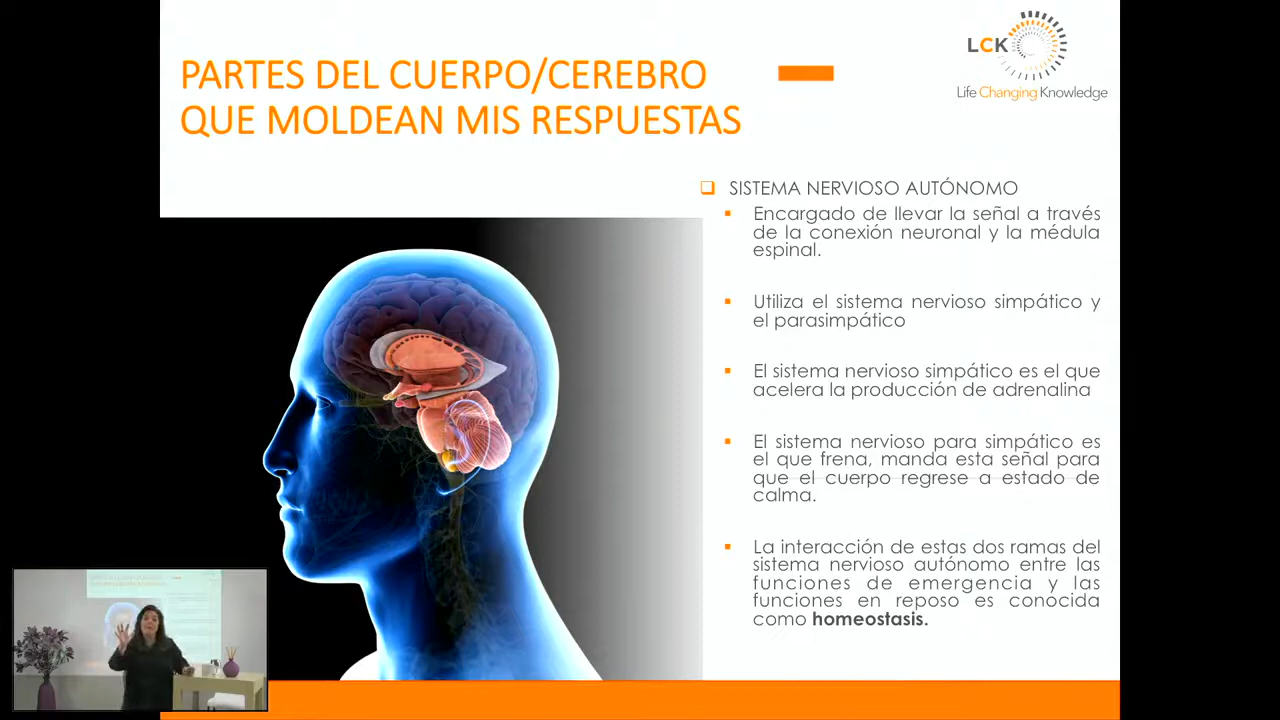 PARTES DEL CUERPO/CEREBRO
QUE MOLDEAN MIS RESPUESTAS
LCK
Life Changing Knowledge
SISTEMA NERVIOSO AUTÓNOMO
Encargado de llevar la señal a través
de la conexión neuronal y la médula
espinal.
Utiliza el sistema nervioso simpático y
el parasimpático
El sistema nervioso simpático es el que
acelera la producción de adrenalina
El sistema nervioso para simpático es
el que frena, manda esta señal para
que el cuerpo regrese a estado de
calma.
La interacción de estas dos ramas del
sistema nervioso autónomo entre las
funciones de emergencia y las
funciones en reposo es conocida
como homeostasis.